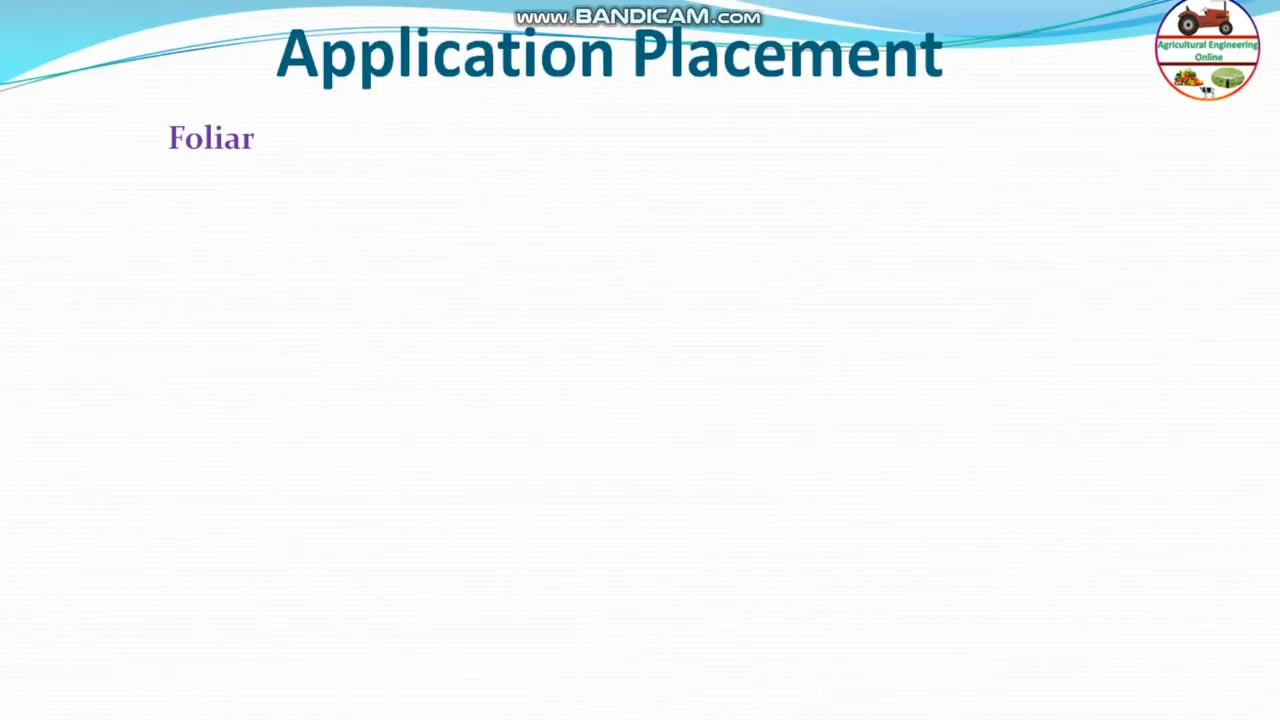 www.BANDICAM.com
Application Placement
Agricultural Engineering
Online
Foliar